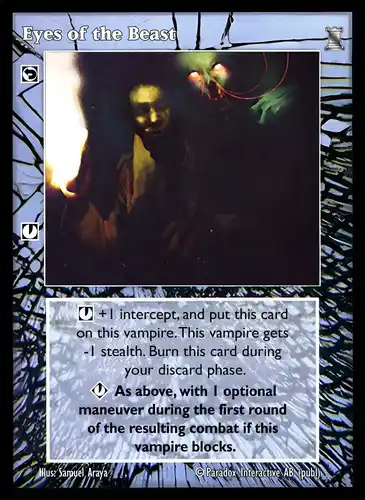 Eyes of the Beast
+1 intercept, and put this card
on this vampire. This vampire gets
-1 stealth. Burn this card during
your discard phase.
As above, with 1 optional
maneuver during the first round
of the resulting combat if this
vampire blocks.
Illus: Samuel Araya © Paradox Interactive AB (publ)